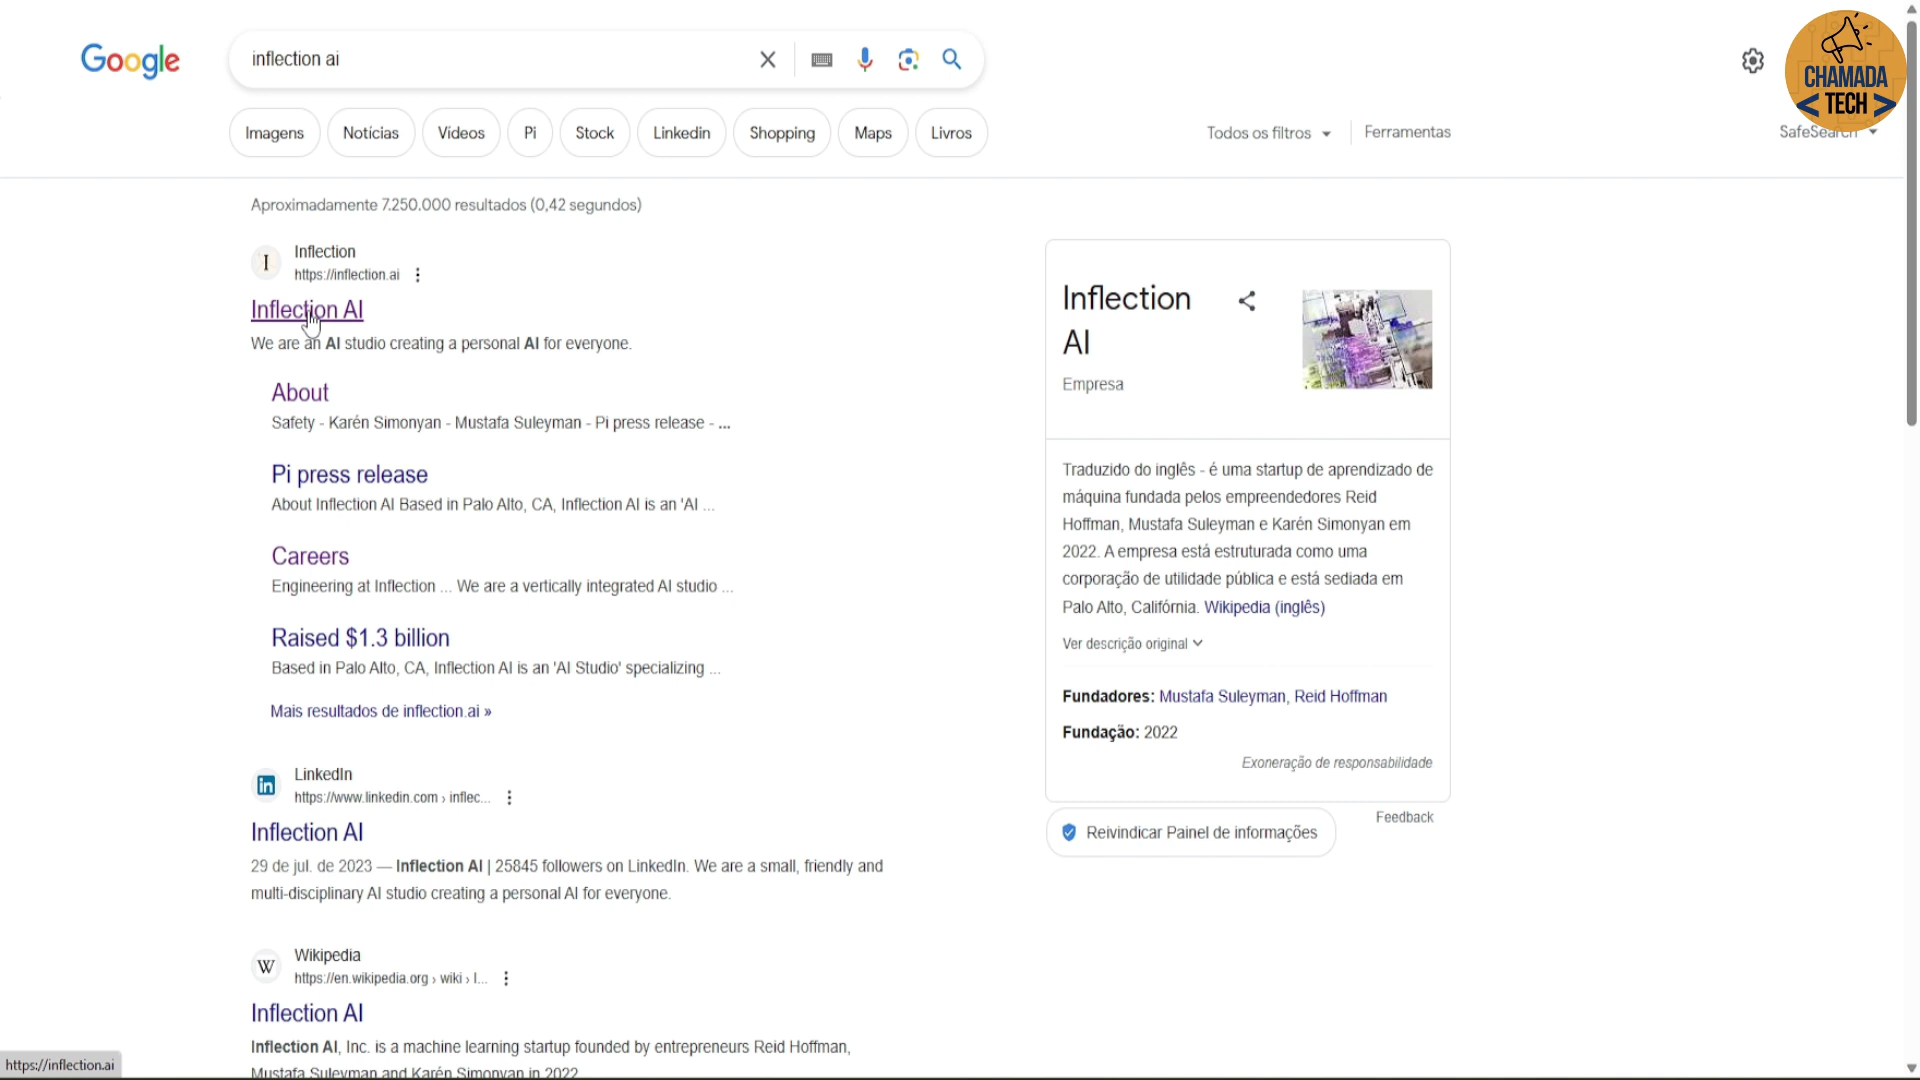 Google
inflection ai
CHAMADA
< TECH >
Imagens
Notícias
Vídeos
Pi
Stock
Linkedin
Shopping
Maps
Livros
Todos os filtros
Ferramentas
SafeSearch
Aproximadamente 7.250.000 resultados (0,42 segundos)
I
Inflection
https://inflection.ai
Inflection AI
We are an AI studio creating a personal AI for everyone.
About
Safety - Karén Simonyan - Mustafa Suleyman - Pi press release - ...
Pi press release
About Inflection AI Based in Palo Alto, CA, Inflection AI is an 'AI ...
Careers
Engineering at Inflection ... We are a vertically integrated AI studio ...
Raised $1.3 billion
Based in Palo Alto, CA, Inflection AI is an 'AI Studio' specializing ...
Mais resultados de inflection.ai »
in
LinkedIn
https://www.linkedin.com › inflec...
Inflection AI
29 de jul. de 2023 — Inflection AI | 25845 followers on LinkedIn. We are a small, friendly and
multi-disciplinary AI studio creating a personal AI for everyone.
W
Wikipedia
https://en.wikipedia.org › wiki › I...
Inflection AI
Inflection AI, Inc. is a machine learning startup founded by entrepreneurs Reid Hoffman,
Mustafa Suleyman and Karén Simonyan in 2022
https://inflection.ai
Inflection
AI
Empresa
Traduzido do inglês - é uma startup de aprendizado de
máquina fundada pelos empreendedores Reid
Hoffman, Mustafa Suleyman e Karén Simonyan em
2022. A empresa está estruturada como uma
corporação de utilidade pública e está sediada em
Palo Alto, Califórnia. Wikipedia (inglês)
Ver descrição original
Fundadores: Mustafa Suleyman, Reid Hoffman
Fundação: 2022
Exoneração de responsabilidade
Feedback
Reivindicar Painel de informações